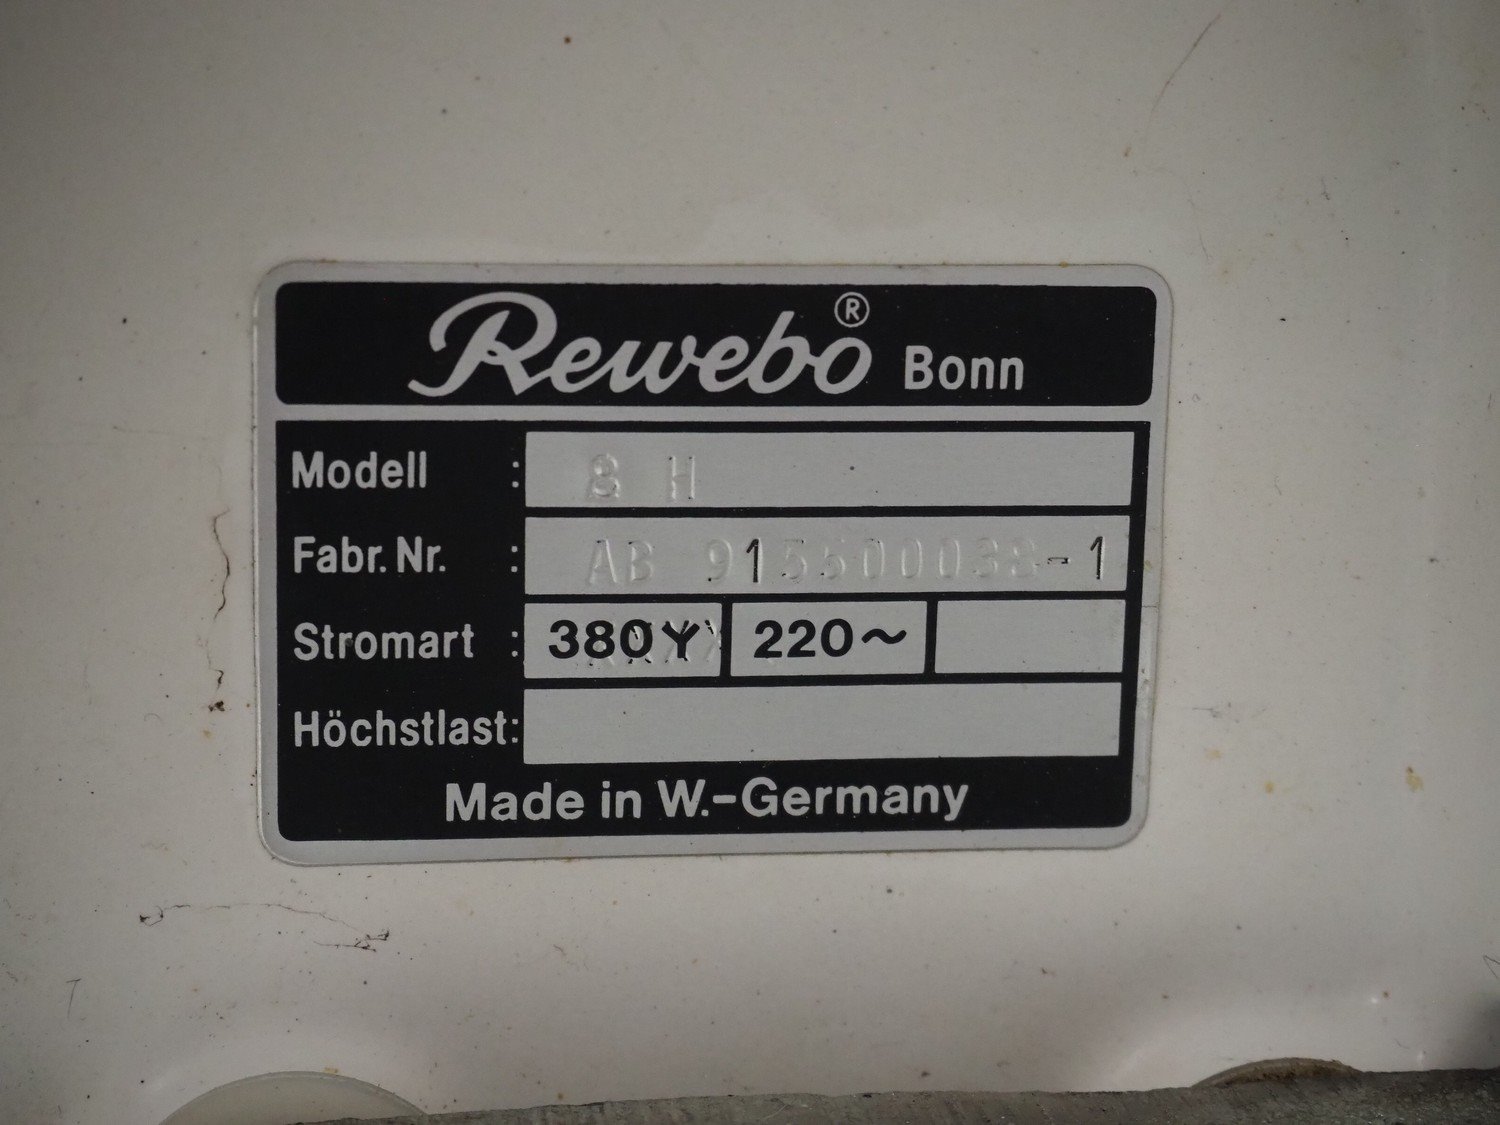 Rewebo® Bonn
Modell : 8 H
Fabr. Nr. : AB 915500038-1
Stromart : 380Y 220~
Höchstlast:
Made in W.-Germany